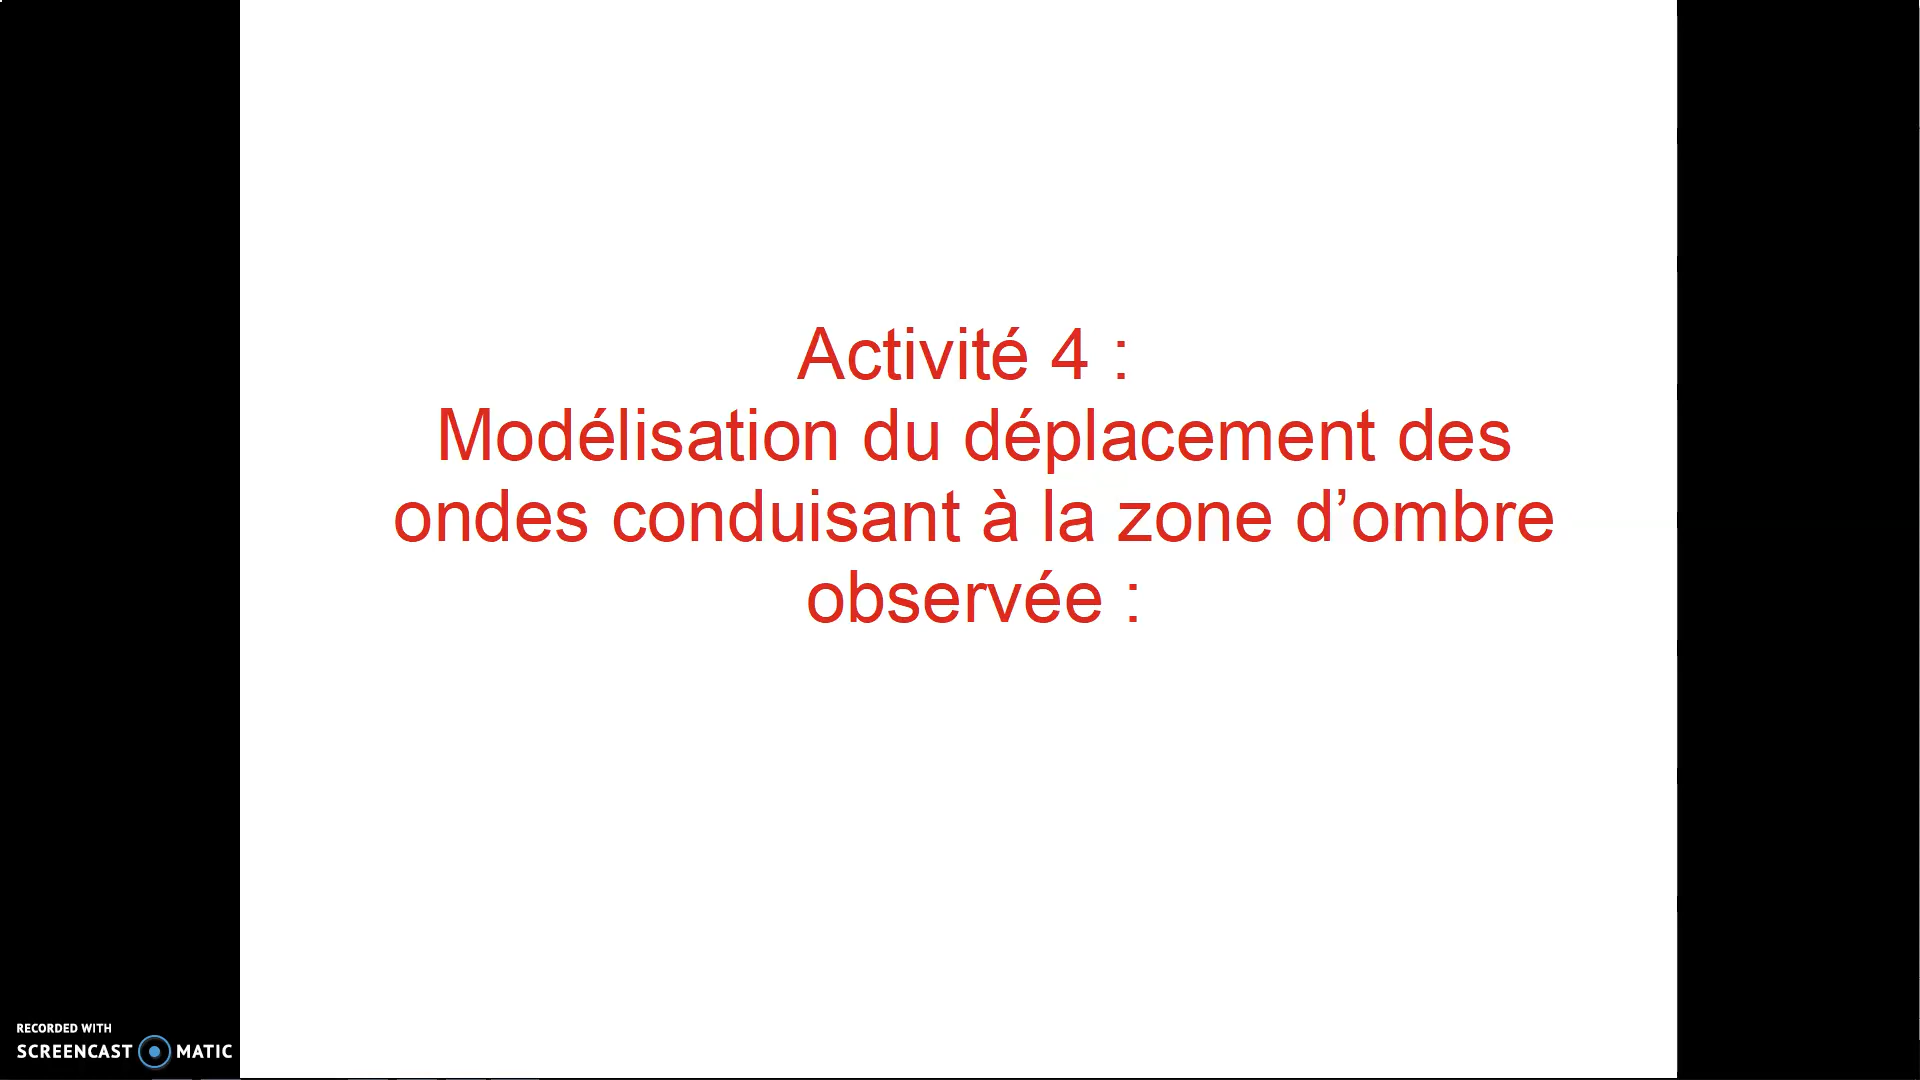 Activité 4 :
Modélisation du déplacement des
ondes conduisant à la zone d’ombre
observée :
RECORDED WITH
SCREENCAST MATIC